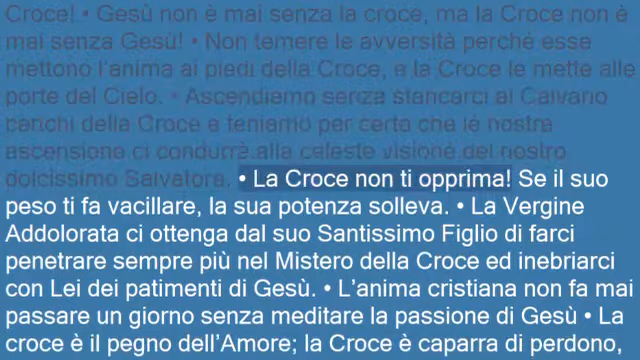 Croce! • Gesù non è mai senza la croce, ma la Croce non è
mai senza Gesù! • Non temere le avversità perché esse
mettono l'anima ai piedi della Croce, e la Croce le mette alle
porte del Cielo. • Ascendiamo senza stancarci al Calvario
carichi della Croce e teniamo per certo che le nostra
ascensione ci condurrà alla celeste visione del nostro
dolcissimo Salvatore. • La Croce non ti opprima! Se il suo
peso ti fa vacillare, la sua potenza solleva. • La Vergine
Addolorata ci ottenga dal suo Santissimo Figlio di farci
penetrare sempre più nel Mistero della Croce ed inebriarci
con Lei dei patimenti di Gesù. • L’anima cristiana non fa mai
passare un giorno senza meditare la passione di Gesù • La
croce è il pegno dell’Amore; la Croce è caparra di perdono,